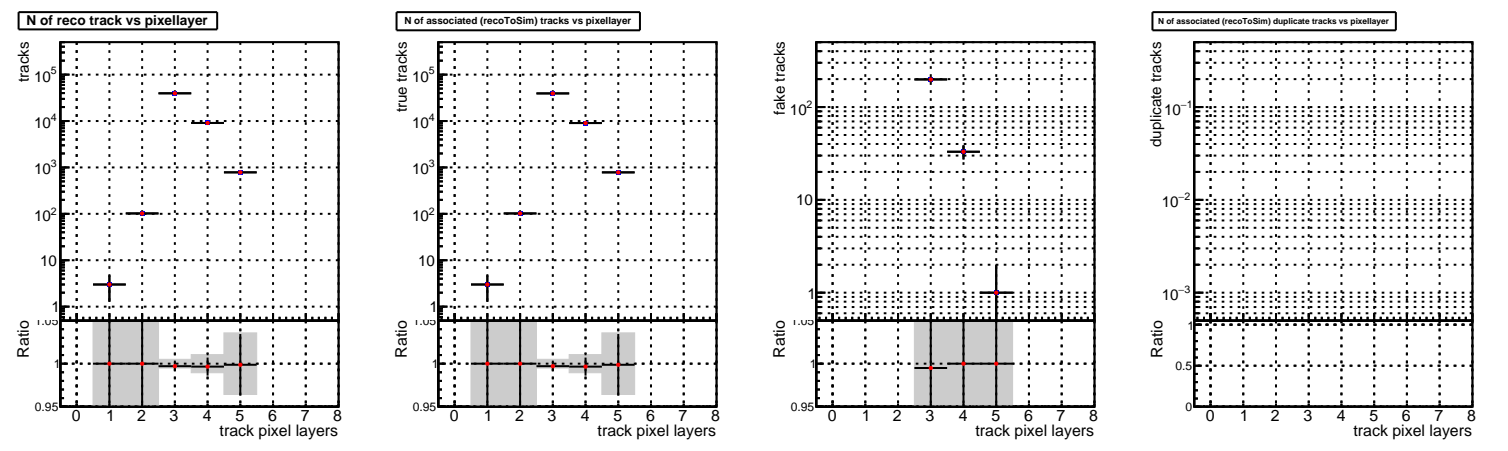 N of reco track vs pixellayer
tracks
10^5
10^4
10^3
10^2
10
1
Ratio
1.05
1
0.95
0 1 2 3 4 5 6 7 8
track pixel layers
N of associated (recoToSim) tracks vs pixellayer
true tracks
10^5
10^4
10^3
10^2
10
1
Ratio
1.05
1
0.95
0 1 2 3 4 5 6 7 8
track pixel layers
fake tracks
10^2
10
1
Ratio
1.05
1
0.95
0 1 2 3 4 5 6 7 8
track pixel layers
N of associated (recoToSim) duplicate tracks vs pixellayer
duplicate tracks
10^−1
10^−2
10^−3
Ratio
1
0.5
0
0 1 2 3 4 5 6 7 8
track pixel layers